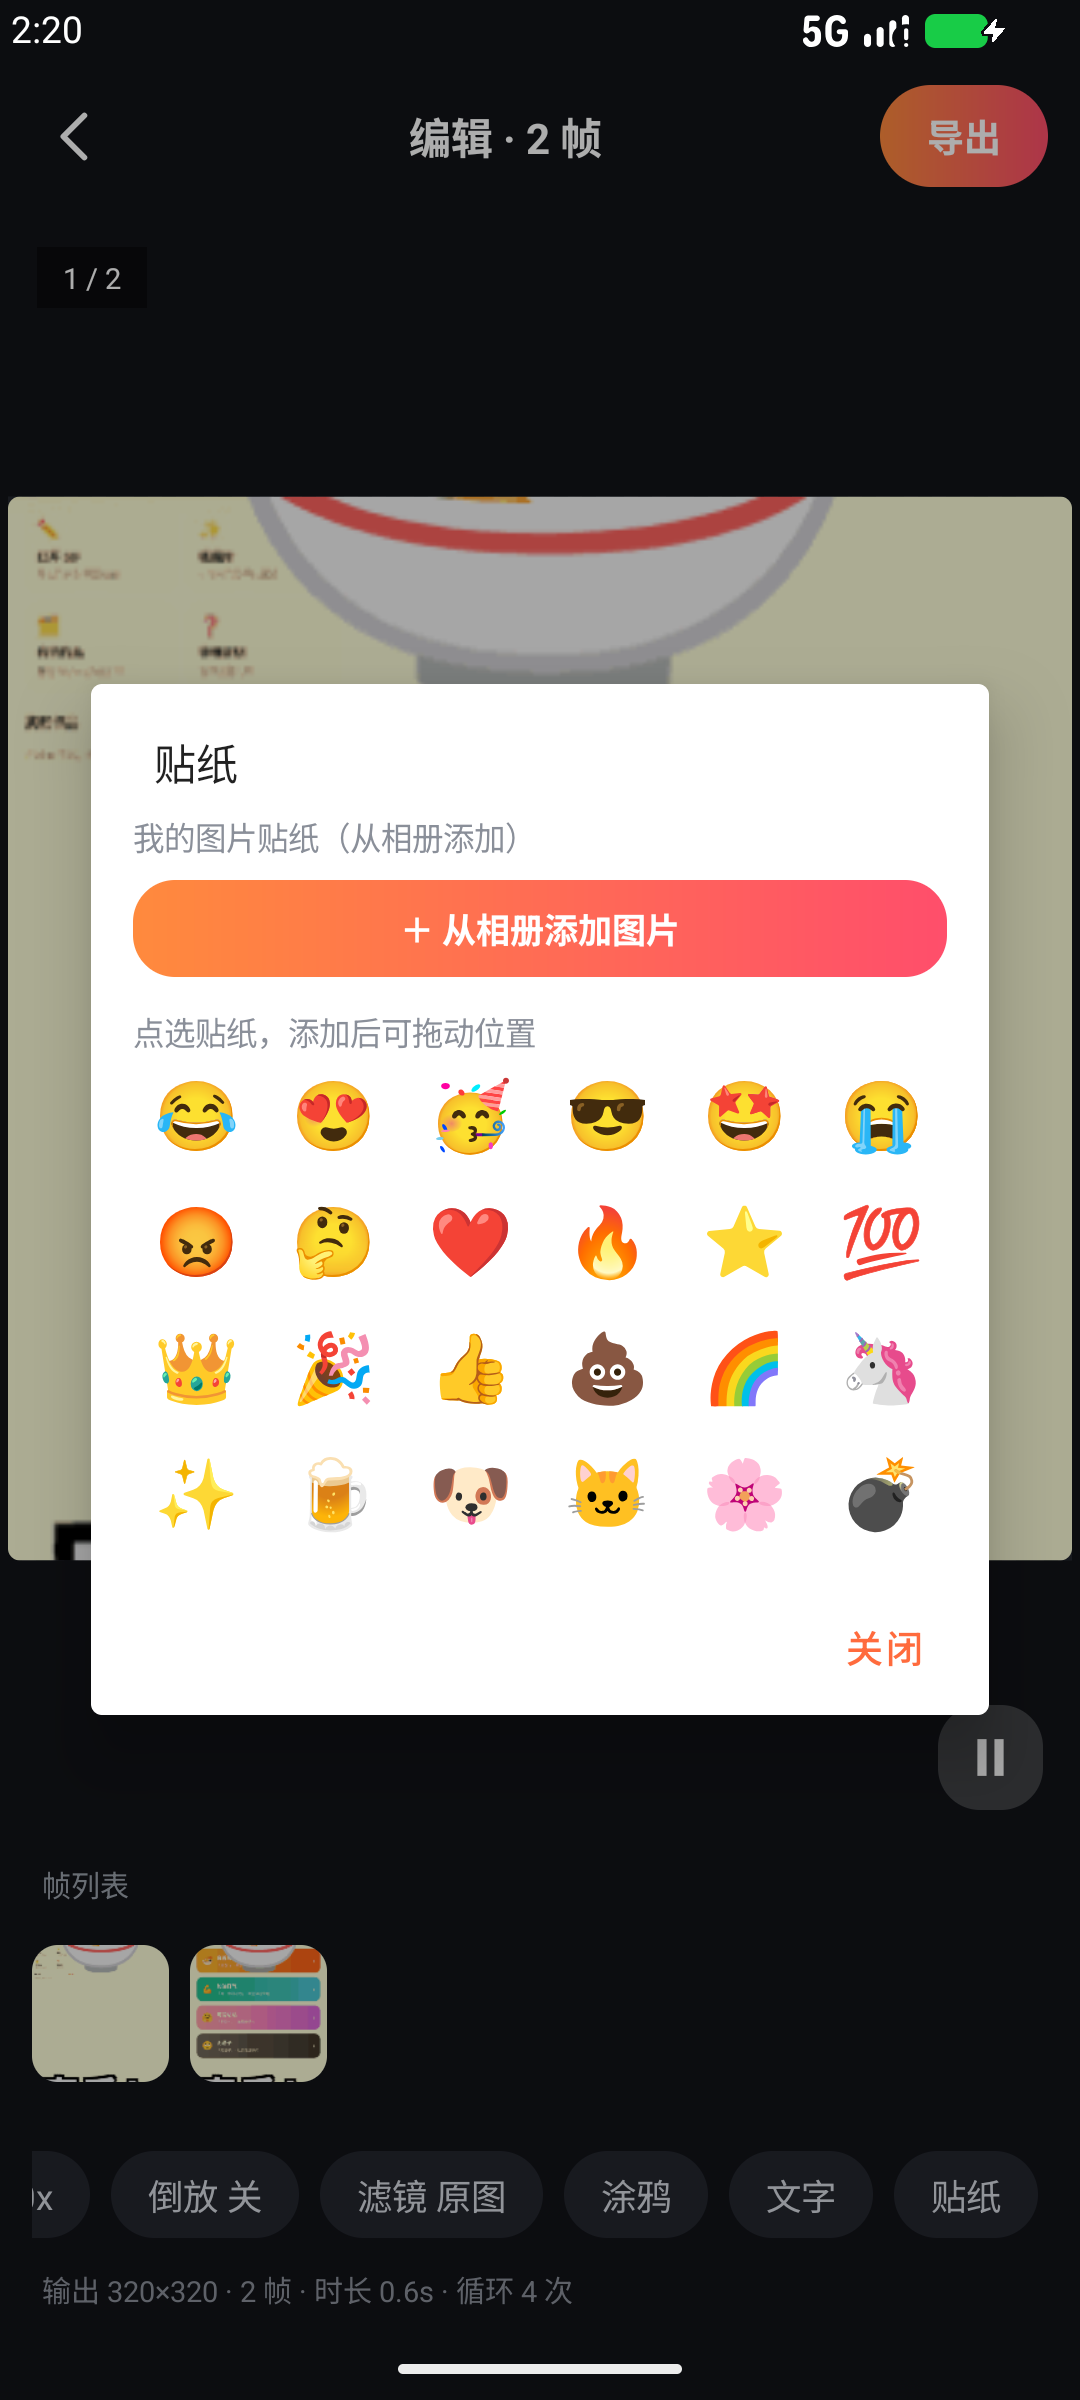 2:20
5G
编辑 · 2 帧
导出
1 / 2
贴纸
我的图片贴纸（从相册添加）
＋ 从相册添加图片
点选贴纸，添加后可拖动位置
关闭
帧列表
x
倒放 关
滤镜 原图
涂鸦
文字
贴纸
输出 320×320 · 2 帧 · 时长 0.6s · 循环 4 次